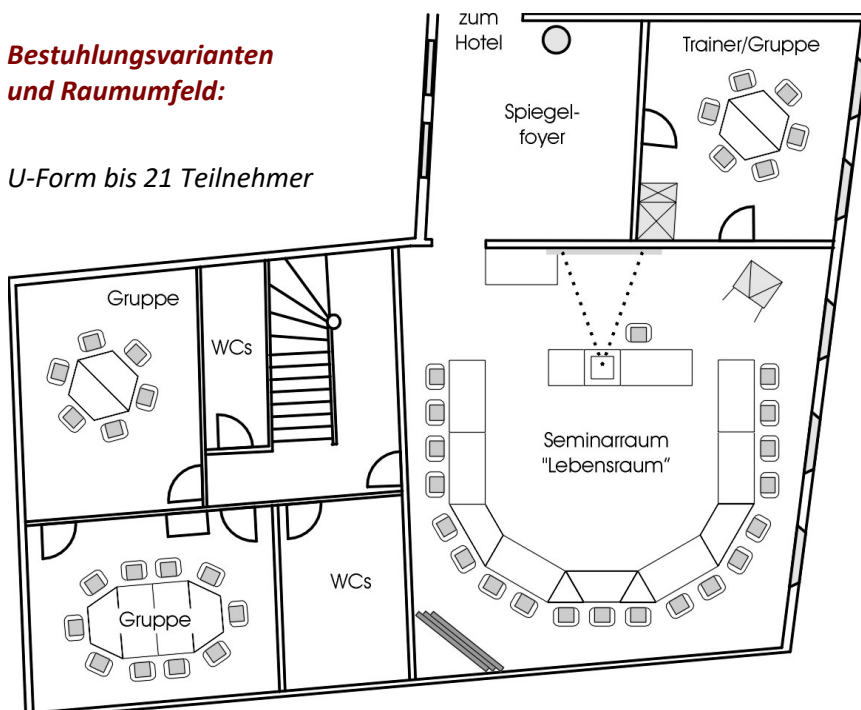 Bestuhlungsvarianten
und Raumumfeld:
U-Form bis 21 Teilnehmer
zum
Hotel
Trainer/Gruppe
Spiegel-
foyer
Gruppe
WCs
Seminarraum
"Lebensraum"
WCs
Gruppe